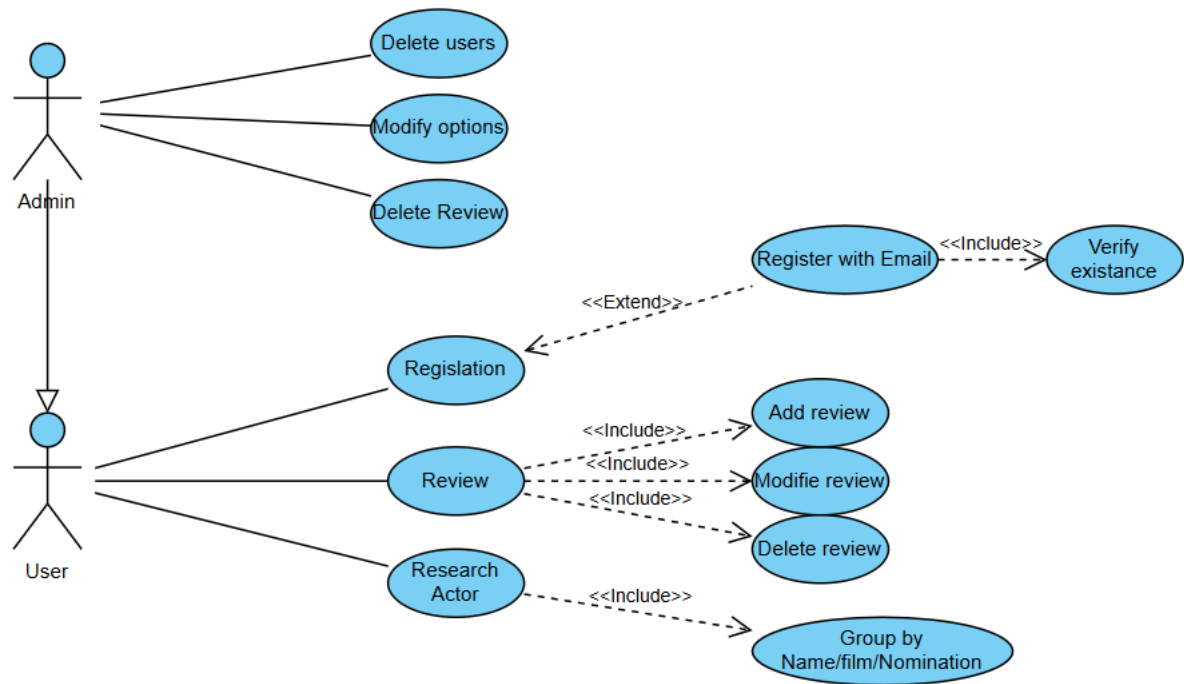 Delete users
Modify options
Delete Review
Admin
Register with Email
<<Include>>
Verify
existance
<<Extend>>
Regislation
Review
<<Include>>
<<Include>>
<<Include>>
Add review
Modifie review
Delete review
User
Research
Actor
<<Include>>
Group by
Name/film/Nomination